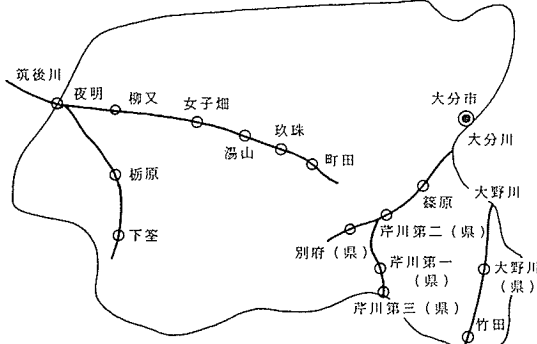 筑後川
夜明
柳又
女子畑
湯山
玖珠
町田
栃原
下筌
大分市
大分川
篠原
芹川第二（県）
別府（県）
芹川第一
（県）
芹川第三（県）
大野川
大野川
（県）
竹田